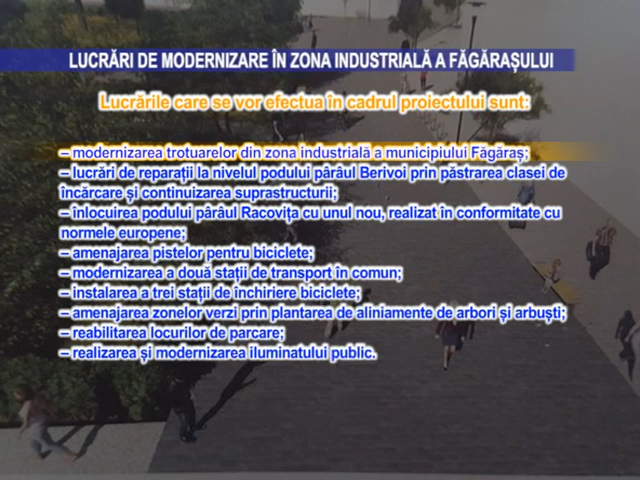 LUCRĂRI DE MODERNIZARE ÎN ZONA INDUSTRIALĂ A FĂGĂRAȘULUI
Lucrările care se vor efectua în cadrul proiectului sunt:
– modernizarea trotuarelor din zona industrială a municipiului Făgăraș;
– lucrări de reparații la nivelul podului pârâul Berivoi prin păstrarea clasei de
încărcare și continuizarea suprastructurii;
– înlocuirea podului pârâul Racovița cu unul nou, realizat în conformitate cu
normele europene;
– amenajarea pistelor pentru biciclete;
– modernizarea a două stații de transport în comun;
– instalarea a trei stații de închiriere biciclete;
– amenajarea zonelor verzi prin plantarea de aliniamente de arbori și arbuști;
– reabilitarea locurilor de parcare;
– realizarea și modernizarea iluminatului public.